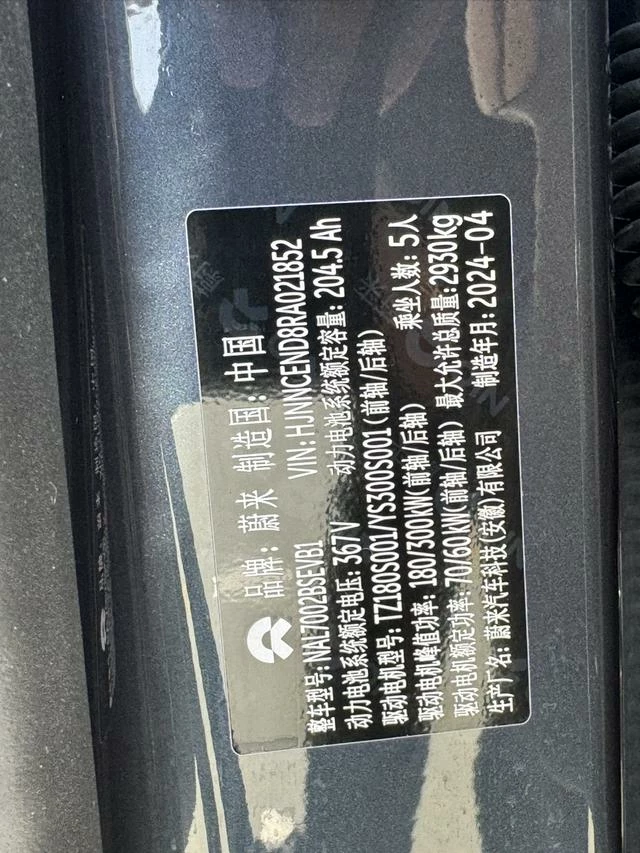 品牌: 蔚来 制造国: 中国
整车型号: NAL7002BSEVB1 VIN: HJNNCEND8RA021852
动力电池系统额定电压: 367V 动力电池系统额定容量: 204.5 Ah
驱动电机型号: TZ180S001/YS300S001(前轴/后轴)
驱动电机峰值功率: 180/300kW(前轴/后轴) 乘坐人数: 5人
驱动电机额定功率: 70/60kW(前轴/后轴) 最大允许总质量: 2930kg
生产厂名: 蔚来汽车科技(安徽)有限公司 制造年月: 2024-04